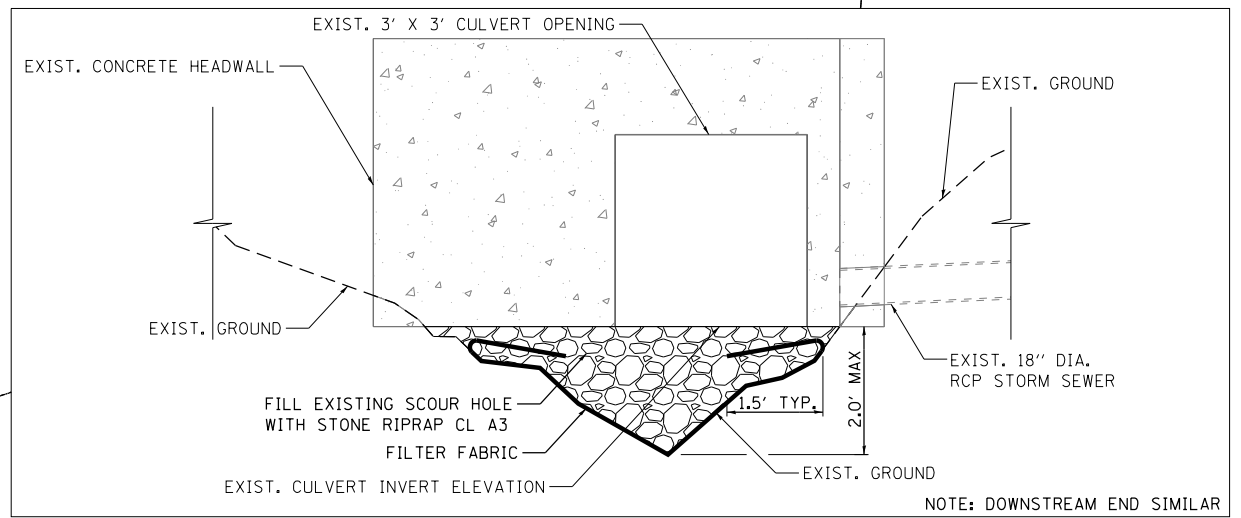 EXIST. 3' X 3' CULVERT OPENING
EXIST. CONCRETE HEADWALL
EXIST. GROUND
EXIST. GROUND
EXIST. 18" DIA.
RCP STORM SEWER
2.0' MAX
1.5' TYP.
FILL EXISTING SCOUR HOLE
WITH STONE RIPRAP CL A3
FILTER FABRIC
EXIST. GROUND
EXIST. CULVERT INVERT ELEVATION
NOTE: DOWNSTREAM END SIMILAR